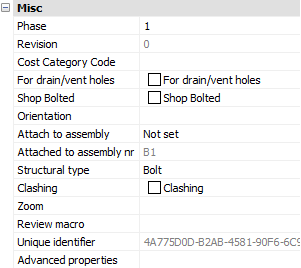 Misc
Phase 1
Revision 0
Cost Category Code
For drain/vent holes For drain/vent holes
Shop Bolted Shop Bolted
Orientation
Attach to assembly Not set
Attached to assembly nr B1
Structural type Bolt
Clashing Clashing
Zoom
Review macro
Unique identifier 4A775D0D-B2AB-4581-90F6-6C9
Advanced properties